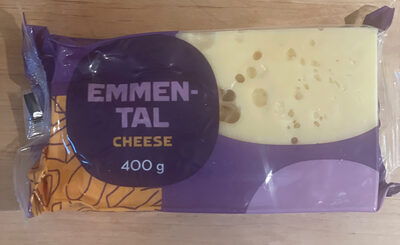 EMMEN-
TAL
CHEESE
400 g